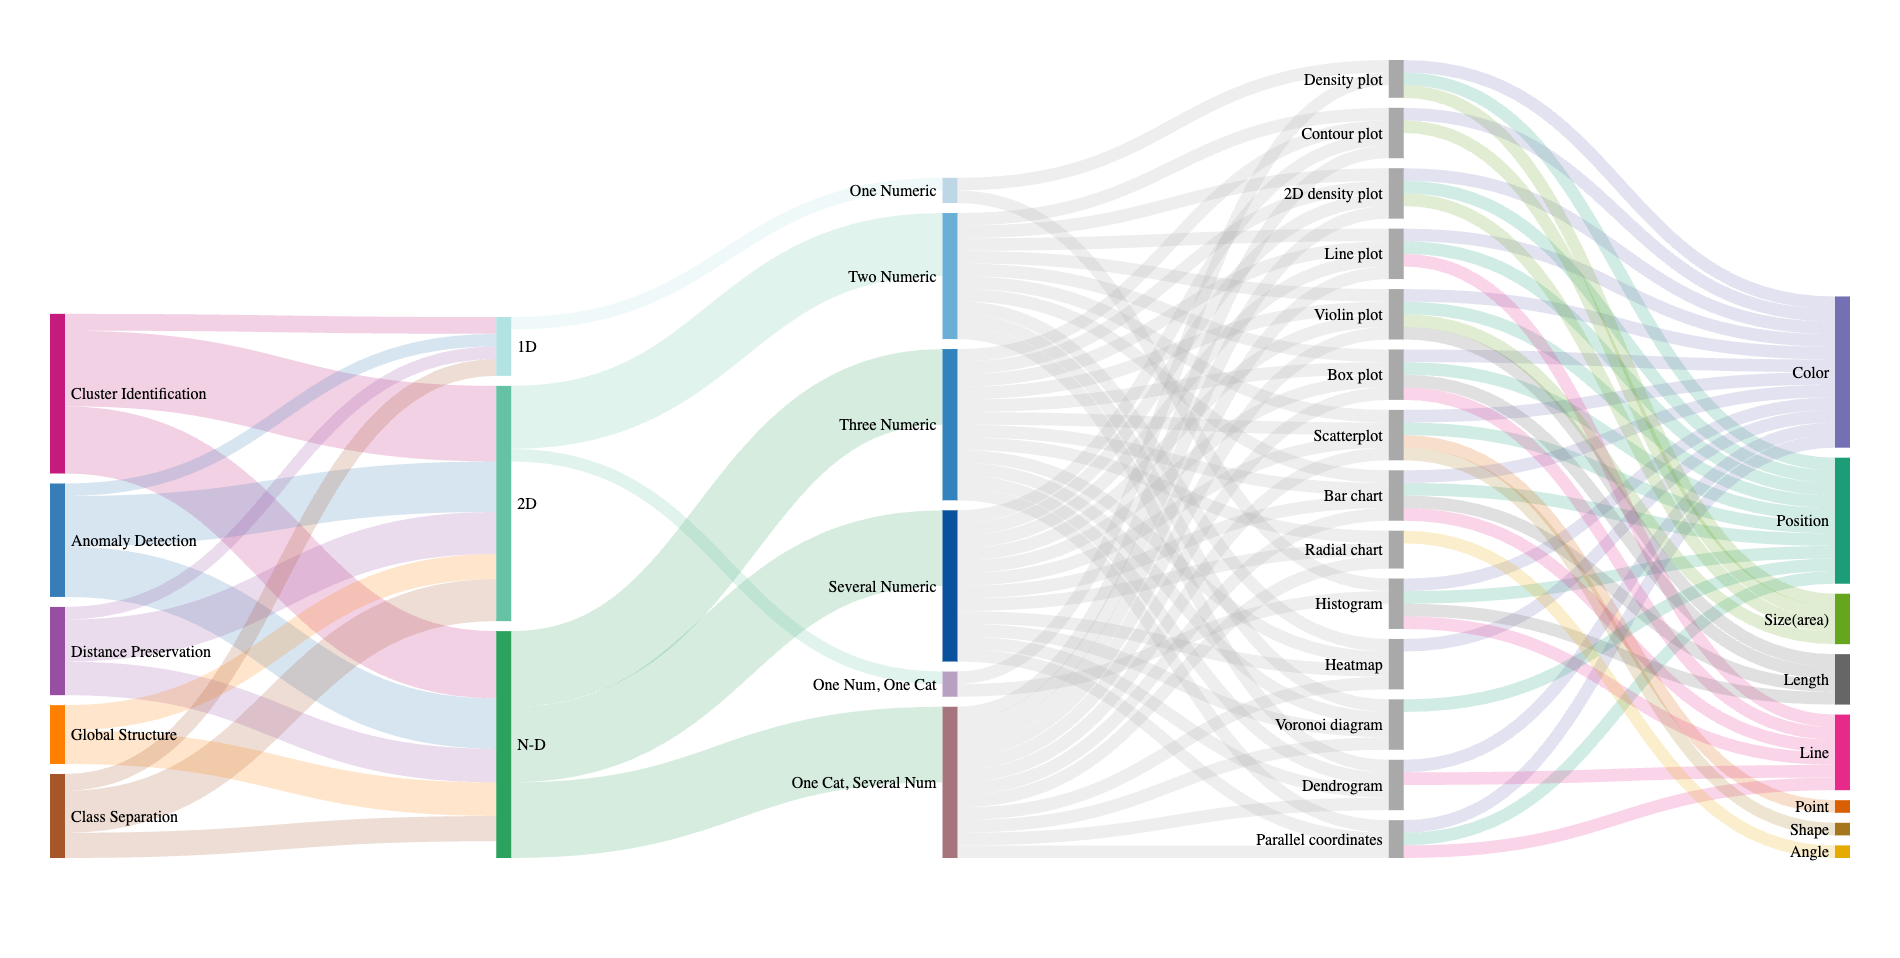 Cluster Identification
Anomaly Detection
Distance Preservation
Global Structure
Class Separation
1D
2D
N-D
One Numeric
Two Numeric
Three Numeric
Several Numeric
One Num, One Cat
One Cat, Several Num
Density plot
Contour plot
2D density plot
Line plot
Violin plot
Box plot
Scatterplot
Bar chart
Radial chart
Histogram
Heatmap
Voronoi diagram
Dendrogram
Parallel coordinates
Color
Position
Size(area)
Length
Line
Point
Shape
Angle